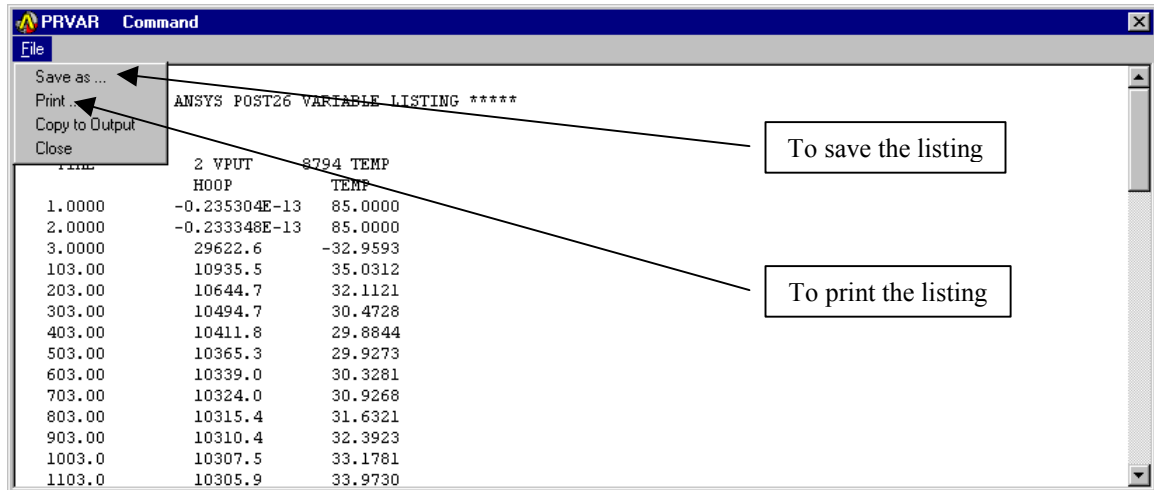 PRVAR Command
File
Save as ...
Print ...
Copy to Output
Close
ANSYS POST26 VARIABLE LISTING *****
To save the listing
TIME 2 VPUT 8794 TEMP
HOOP TEMP
1.0000 -0.235304E-13 85.0000
2.0000 -0.233348E-13 85.0000
3.0000 29622.6 -32.9593
103.00 10935.5 35.0312
203.00 10644.7 32.1121
303.00 10494.7 30.4728
403.00 10411.8 29.8844
503.00 10365.3 29.9273
603.00 10339.0 30.3281
703.00 10324.0 30.9268
803.00 10315.4 31.6321
903.00 10310.4 32.3923
1003.0 10307.5 33.1781
1103.0 10305.9 33.9730
To print the listing